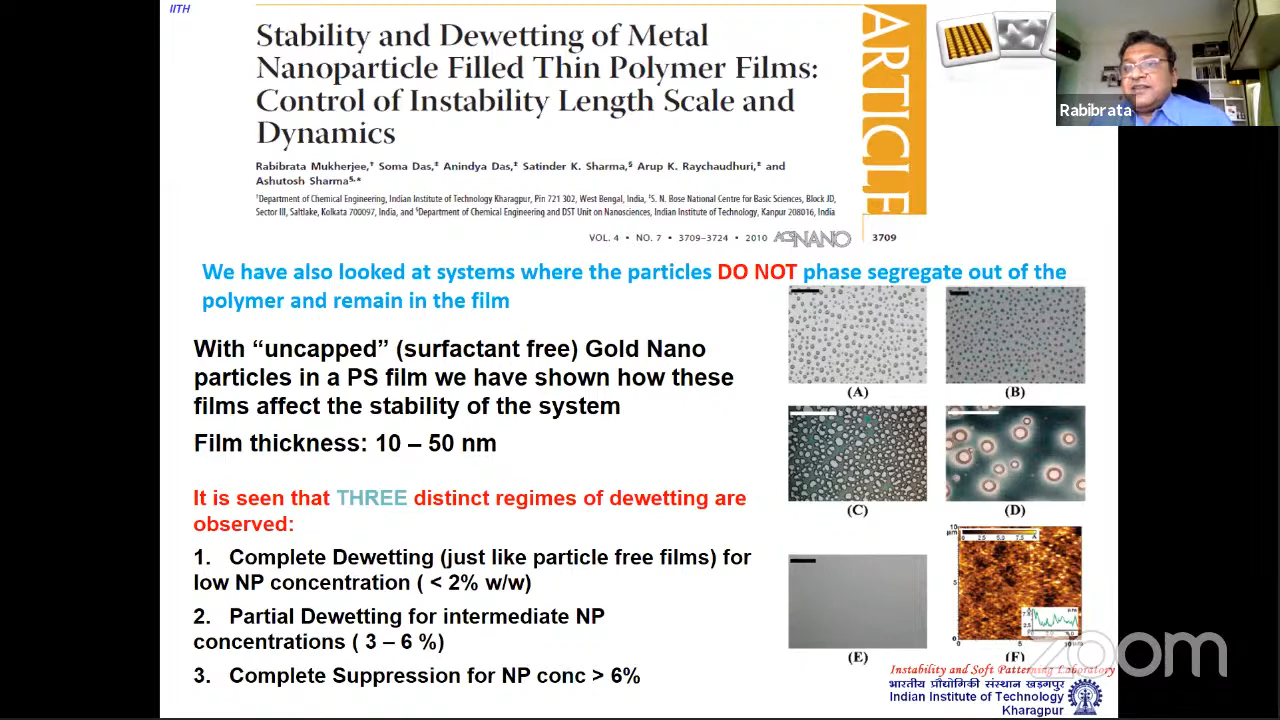 IITH
Stability and Dewetting of Metal
Nanoparticle Filled Thin Polymer Films:
Control of Instability Length Scale and
Dynamics
Rabibrata Mukherjee,† Soma Das,‡ Anindya Das,‡ Satinder K. Sharma,§ Arup K. Raychaudhuri,‡ and
Ashutosh Sharma§,*
†Department of Chemical Engineering, Indian Institute of Technology Kharagpur, Pin 721 302, West Bengal, India, ‡S. N. Bose National Centre for Basic Sciences, Block JD,
Sector III, Saltlake, Kolkata 700097, India, and §Department of Chemical Engineering and DST Unit on Nanosciences, Indian Institute of Technology, Kanpur 208016, India
VOL. 4 • NO. 7 • 3709–3724 • 2010 ACSNANO 3709
ARTICLE
Rabibrata
We have also looked at systems where the particles DO NOT phase segregate out of the
polymer and remain in the film
With “uncapped” (surfactant free) Gold Nano
particles in a PS film we have shown how these
films affect the stability of the system
Film thickness: 10 – 50 nm
It is seen that THREE distinct regimes of dewetting are
observed:
1. Complete Dewetting (just like particle free films) for
low NP concentration ( < 2% w/w)
2. Partial Dewetting for intermediate NP
concentrations ( 3 – 6 %)
3. Complete Suppression for NP conc > 6%
(A) (B)
(C) (D)
(E) (F)
zoom
Instability and Soft Patterning Laboratory
भारतीय प्रौद्योगिकी संस्थान खड़गपुर
Indian Institute of Technology
Kharagpur